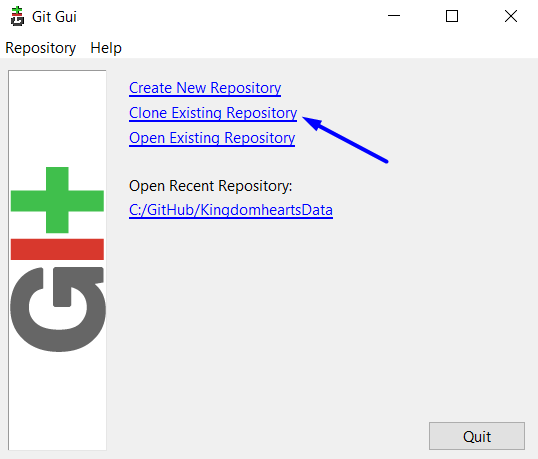 Git Gui
Repository Help
Create New Repository
Clone Existing Repository
Open Existing Repository
Open Recent Repository:
C:/GitHub/KingdomheartsData
GIt
Quit